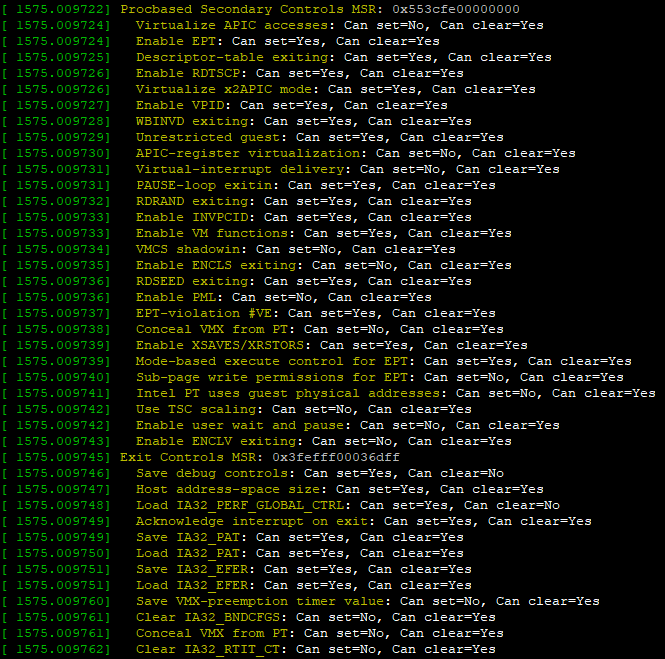 [ 1575.009722] Procbased Secondary Controls MSR: 0x553cfe00000000
[ 1575.009724]   Virtualize APIC accesses: Can set=No, Can clear=Yes
[ 1575.009724]   Enable EPT: Can set=Yes, Can clear=Yes
[ 1575.009725]   Descriptor-table exiting: Can set=Yes, Can clear=Yes
[ 1575.009726]   Enable RDTSCP: Can set=Yes, Can clear=Yes
[ 1575.009726]   Virtualize x2APIC mode: Can set=Yes, Can clear=Yes
[ 1575.009727]   Enable VPID: Can set=Yes, Can clear=Yes
[ 1575.009728]   WBINVD exiting: Can set=Yes, Can clear=Yes
[ 1575.009729]   Unrestricted guest: Can set=Yes, Can clear=Yes
[ 1575.009730]   APIC-register virtualization: Can set=No, Can clear=Yes
[ 1575.009731]   Virtual-interrupt delivery: Can set=No, Can clear=Yes
[ 1575.009731]   PAUSE-loop exitin: Can set=Yes, Can clear=Yes
[ 1575.009732]   RDRAND exiting: Can set=Yes, Can clear=Yes
[ 1575.009733]   Enable INVPCID: Can set=Yes, Can clear=Yes
[ 1575.009733]   Enable VM functions: Can set=Yes, Can clear=Yes
[ 1575.009734]   VMCS shadowin: Can set=No, Can clear=Yes
[ 1575.009735]   Enable ENCLS exiting: Can set=No, Can clear=Yes
[ 1575.009736]   RDSEED exiting: Can set=Yes, Can clear=Yes
[ 1575.009736]   Enable PML: Can set=No, Can clear=Yes
[ 1575.009737]   EPT-violation #VE: Can set=Yes, Can clear=Yes
[ 1575.009738]   Conceal VMX from PT: Can set=No, Can clear=Yes
[ 1575.009739]   Enable XSAVES/XRSTORS: Can set=Yes, Can clear=Yes
[ 1575.009739]   Mode-based execute control for EPT: Can set=Yes, Can clear=Yes
[ 1575.009740]   Sub-page write permissions for EPT: Can set=No, Can clear=Yes
[ 1575.009741]   Intel PT uses guest physical addresses: Can set=No, Can clear=Yes
[ 1575.009742]   Use TSC scaling: Can set=No, Can clear=Yes
[ 1575.009742]   Enable user wait and pause: Can set=No, Can clear=Yes
[ 1575.009743]   Enable ENCLV exiting: Can set=No, Can clear=Yes
[ 1575.009745] Exit Controls MSR: 0x3fefff00036dff
[ 1575.009746]   Save debug controls: Can set=Yes, Can clear=No
[ 1575.009747]   Host address-space size: Can set=Yes, Can clear=Yes
[ 1575.009748]   Load IA32_PERF_GLOBAL_CTRL: Can set=Yes, Can clear=No
[ 1575.009749]   Acknowledge interrupt on exit: Can set=Yes, Can clear=Yes
[ 1575.009749]   Save IA32_PAT: Can set=Yes, Can clear=Yes
[ 1575.009750]   Load IA32_PAT: Can set=Yes, Can clear=Yes
[ 1575.009751]   Save IA32_EFER: Can set=Yes, Can clear=Yes
[ 1575.009751]   Load IA32_EFER: Can set=Yes, Can clear=Yes
[ 1575.009760]   Save VMX-preemption timer value: Can set=No, Can clear=Yes
[ 1575.009761]   Clear IA32_BNDCFGS: Can set=No, Can clear=Yes
[ 1575.009761]   Conceal VMX from PT: Can set=No, Can clear=Yes
[ 1575.009762]   Clear IA32_RTIT_CT: Can set=No, Can clear=Yes